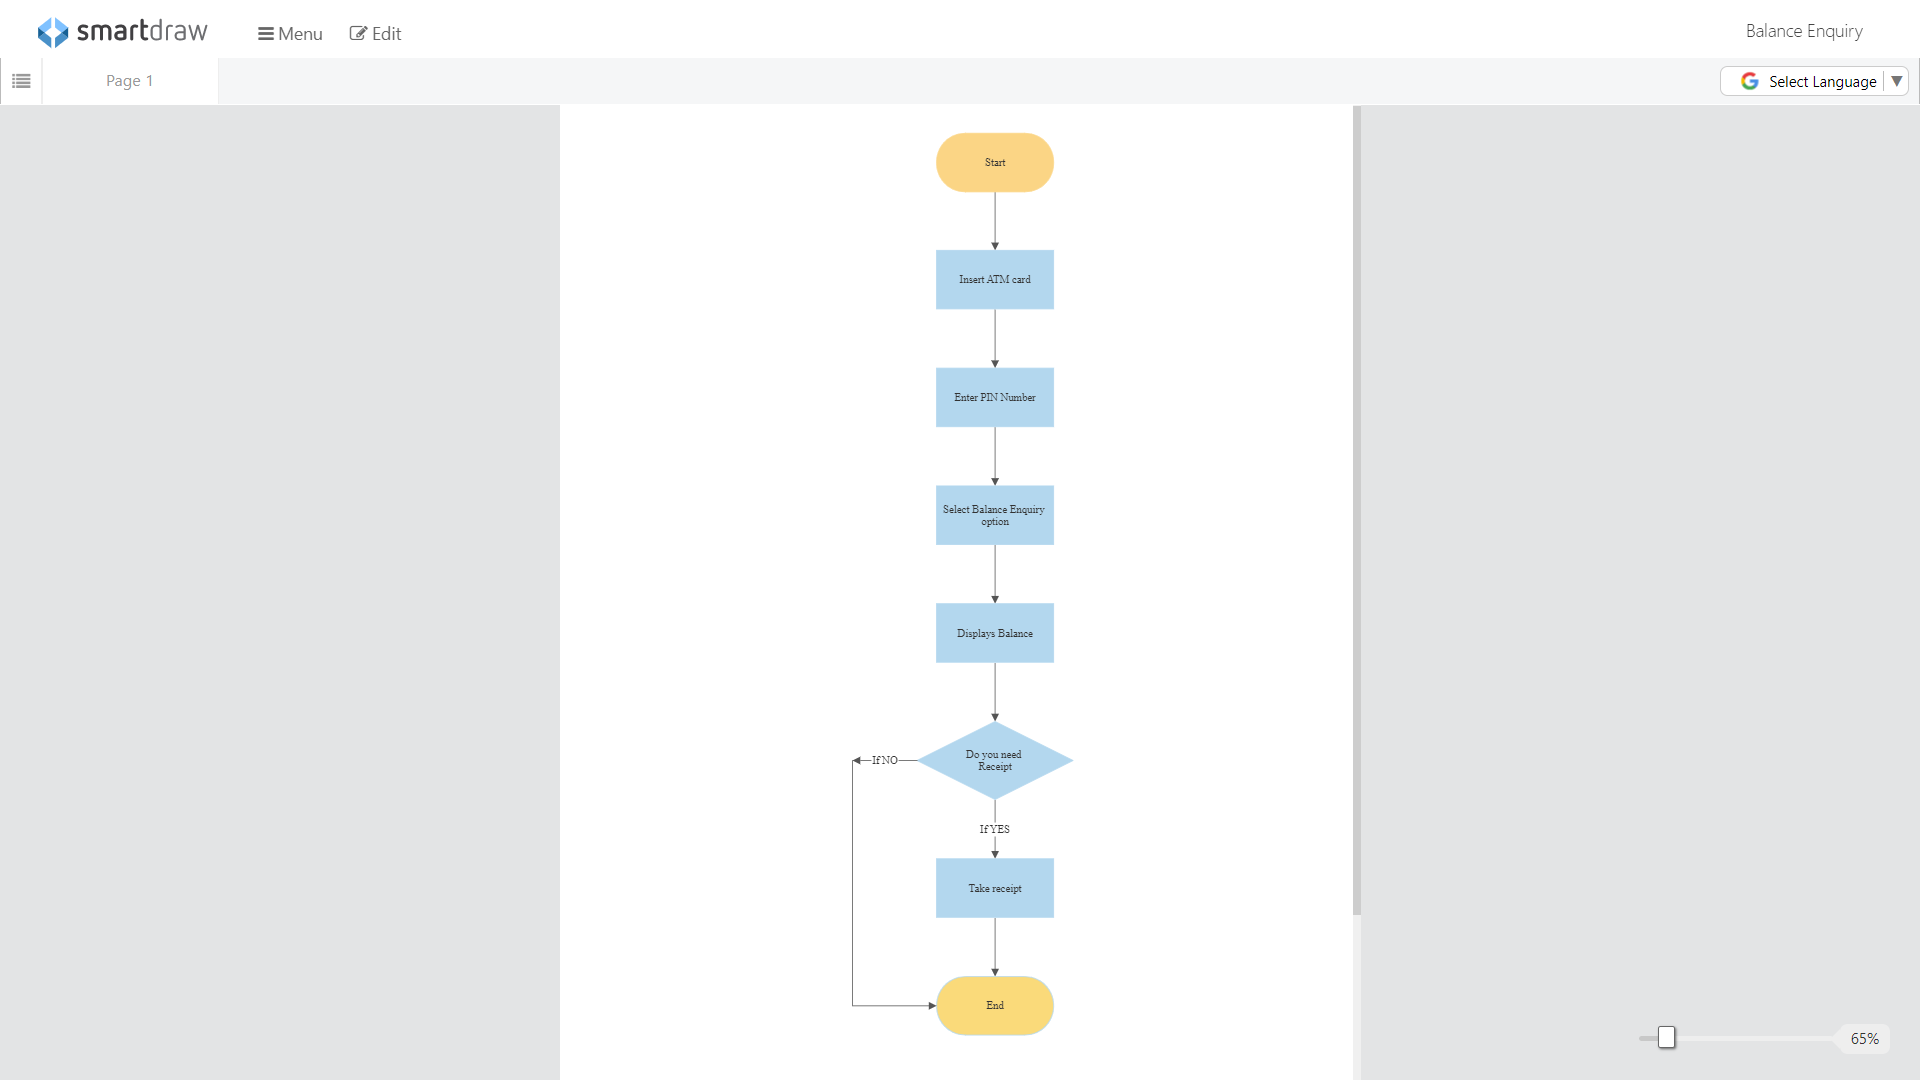 smartdraw
Menu
Edit
Balance Enquiry
Page 1
Select Language
Start
Insert ATM card
Enter PIN Number
Select Balance Enquiry
option
Displays Balance
Do you need
Receipt
If NO
If YES
Take receipt
End
65%